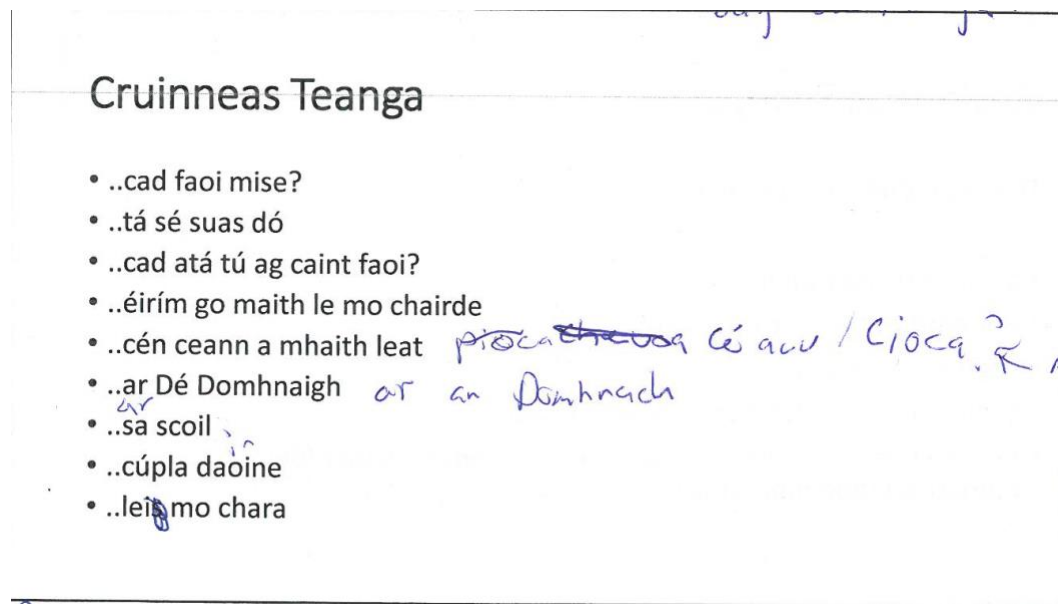 Cruinneas Teanga
• ..cad faoi mise?
• ..tá sé suas dó
• ..cad atá tú ag caint faoi?
• ..éirím go maith le mo chairde
• ..cén ceann a mhaith leat cé acu / Cioca?
• ..ar Dé Domhnaigh ar an Domhnach
ar
• ..sa scoil
• ..cúpla daoine
• ..leis mo chara